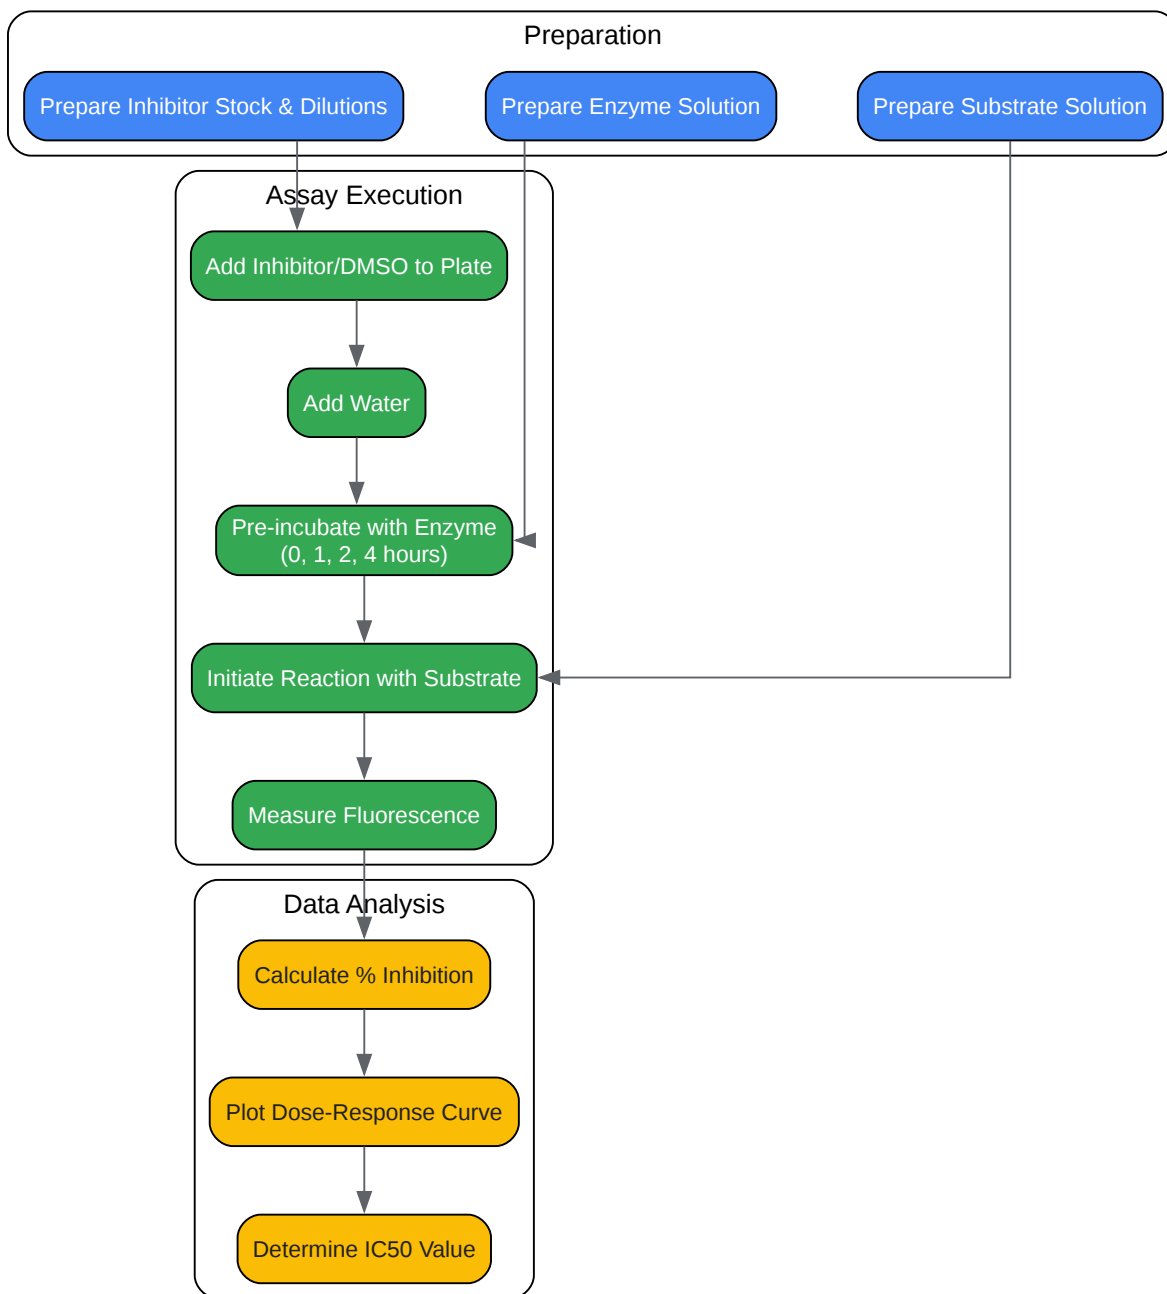 Preparation
Prepare Inhibitor Stock & Dilutions
Prepare Enzyme Solution
Prepare Substrate Solution
Assay Execution
Add Inhibitor/DMSO to Plate
Add Water
Pre-incubate with Enzyme
(0, 1, 2, 4 hours)
Initiate Reaction with Substrate
Measure Fluorescence
Data Analysis
Calculate % Inhibition
Plot Dose-Response Curve
Determine IC50 Value